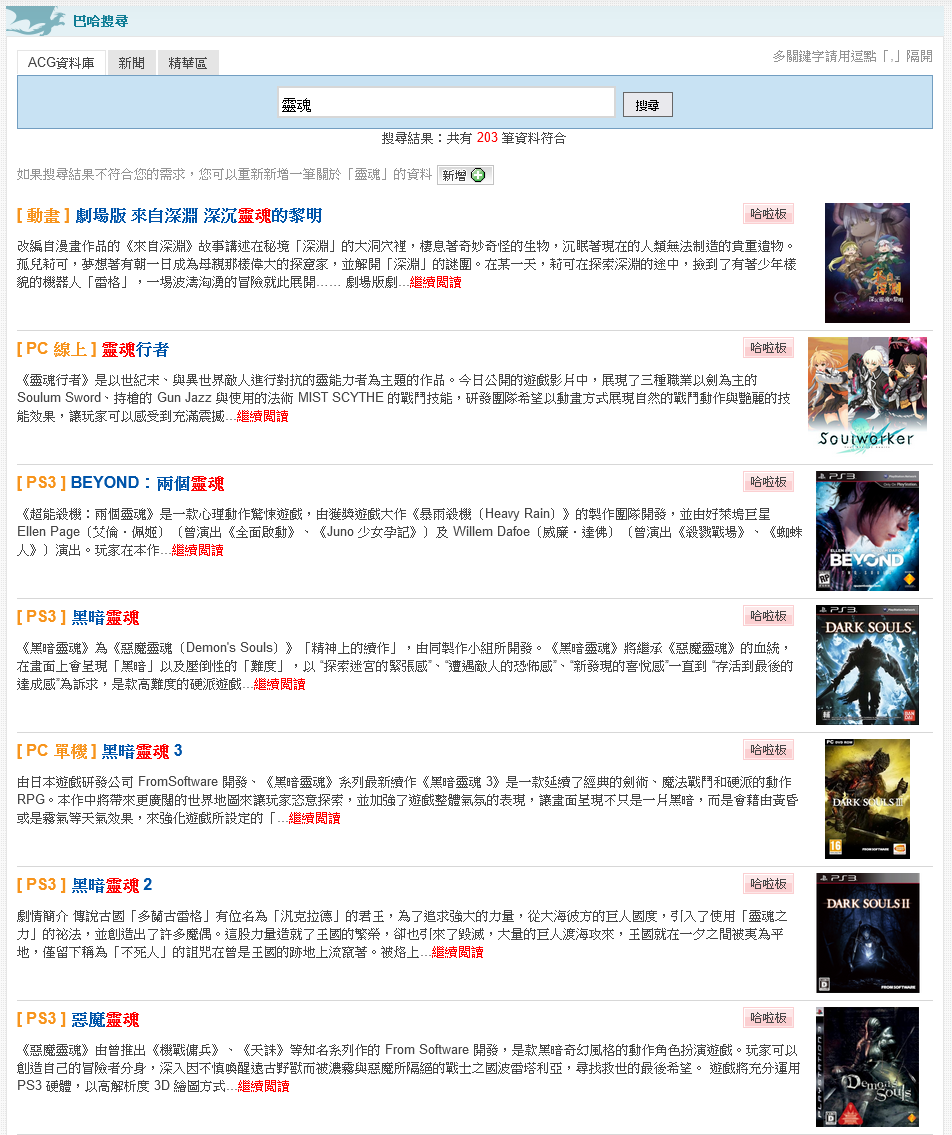 巴哈搜尋
ACG資料庫 新聞 精華區 多關鍵字請用逗點「,」隔開
靈魂 搜尋
搜尋結果：共有 203 筆資料符合
如果搜尋結果不符合您的需求，您可以重新新增一筆關於「靈魂」的資料 新增
[ 動畫 ] 劇場版 來自深淵 深沉靈魂的黎明 哈啦板
改編自漫畫作品的《來自深淵》故事講述在秘境「深淵」的大洞穴裡，棲息著奇妙奇怪的生物，沉眠著現在的人類無法制造的貴重遺物。
孤兒莉可，夢想著有朝一日成為母親那樣偉大的探窟家，並解開「深淵」的謎團。在某一天，莉可在探索深淵的途中，撿到了有著少年樣
貌的機器人「雷格」，一場波濤洶湧的冒險就此展開…… 劇場版劇...繼續閱讀
[ PC 線上 ] 靈魂行者 哈啦板
《靈魂行者》是以世紀末、與異世界敵人進行對抗的靈能力者為主題的作品。今日公開的遊戲影片中，展現了三種職業以劍為主的
Soulum Sword、持槍的 Gun Jazz 與使用的法術 MIST SCYTHE 的戰鬥技能，研發團隊希望以動畫方式展現自然的戰鬥動作與艷麗的技
能效果，讓玩家可以感受到充滿震撼...繼續閱讀
Soulworker
[ PS3 ] BEYOND：兩個靈魂 哈啦板
《超能殺機：兩個靈魂》是一款心理動作驚悚遊戲，由獲獎遊戲大作《暴雨殺機〔Heavy Rain〕》的製作團隊開發，並由好萊塢巨星
Ellen Page〔艾倫．佩姬〕〔曾演出《全面啟動》、《Juno 少女孕記》〕及 Willem Dafoe〔威廉．達佛〕〔曾演出《殺戮戰場》、《蜘蛛
人》〕演出。玩家在本作...繼續閱讀
PS3
BEYOND
[ PS3 ] 黑暗靈魂 哈啦板
《黑暗靈魂》為《惡魔靈魂〔Demon's Souls〕》「精神上的續作」，由同製作小組所開發。《黑暗靈魂》將繼承《惡魔靈魂》的血統，
在畫面上會呈現「黑暗」以及壓倒性的「難度」，以 “探索迷宮的緊張感”、“遭遇敵人的恐怖感”、“新發現的喜悅感”一直到 “存活到最後的
達成感”為訴求，是款高難度的硬派遊戲...繼續閱讀
PS3
DARK SOULS
[ PC 單機 ] 黑暗靈魂 3 哈啦板
由日本遊戲研發公司 FromSoftware 開發、《黑暗靈魂》系列最新續作《黑暗靈魂 3》是一款延續了經典的劍術、魔法戰鬥和硬派的動作
RPG。本作中將帶來更廣闊的世界地圖來讓玩家恣意探索，並加強了遊戲整體氣氛的表現，讓畫面呈現不只是一片黑暗，而是會藉由黃昏
或是霧氣等天氣效果，來強化遊戲所設定的「...繼續閱讀
PC DVD ROM
DARK SOULS III
16
[ PS3 ] 黑暗靈魂 2 哈啦板
劇情簡介 傳說古國「多蘭古雷格」有位名為「汎克拉德」的君王，為了追求強大的力量，從大海彼方的巨人國度，引入了使用「靈魂之
力」的祕法，並創造出了許多魔偶。這股力量造就了王國的繁榮，卻也引來了毀滅，大量的巨人渡海攻來，王國就在一夕之間被夷為平
地，僅留下稱為「不死人」的詛咒在曾是王國的跡地上流竄著。被烙上...繼續閱讀
PS3
DARK SOULS II
FROM SOFTWARE
[ PS3 ] 惡魔靈魂 哈啦板
《惡魔靈魂》由曾推出《機戰傭兵》、《天誅》等知名系列作的 From Software 開發，是款黑暗奇幻風格的動作角色扮演遊戲。玩家可以
創造自己的冒險者分身，深入因不慎喚醒遠古野獸而被濃霧與惡魔所隔絕的戰士之國波雷塔利亞，尋找救世的最後希望。 遊戲將充分運用
PS3 硬體，以高解析度 3D 繪圖方式...繼續閱讀
PLAYSTATION 3
Demon's Souls